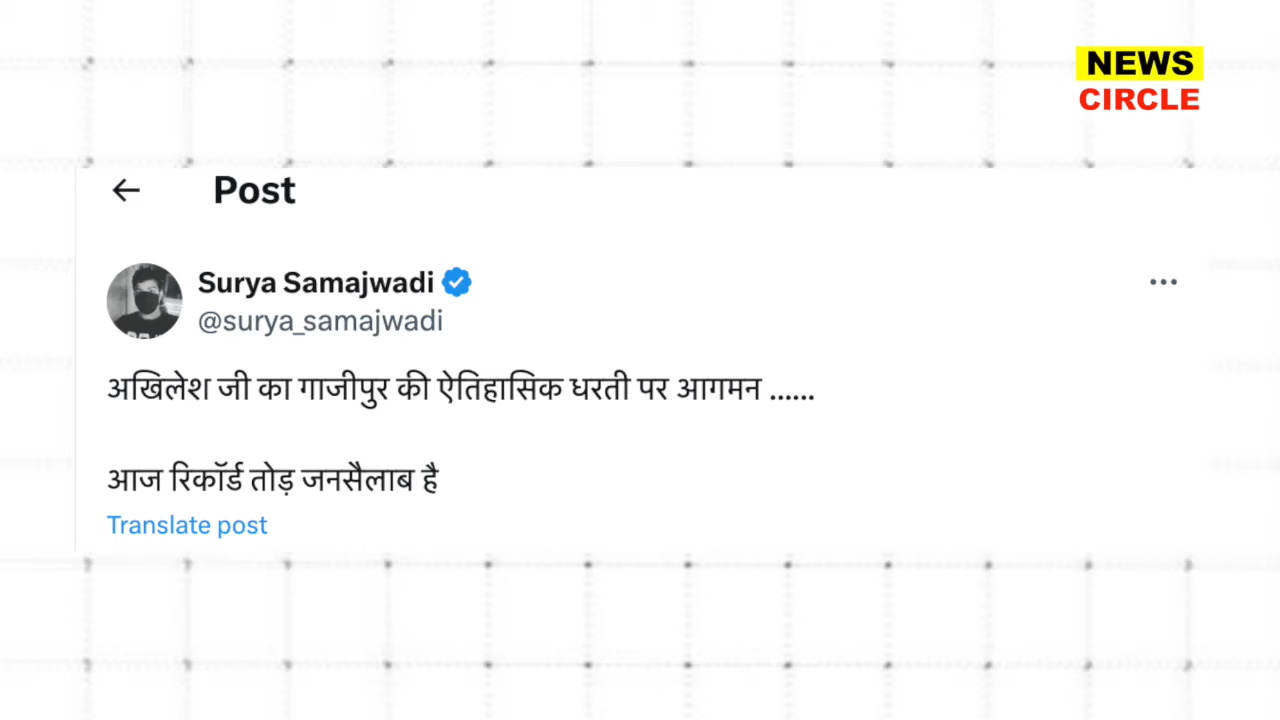 NEWS
CIRCLE
Post
Surya Samajwadi
@surya_samajwadi
अखिलेश जी का गाजीपुर की ऐतिहासिक धरती पर आगमन ......
आज रिकॉर्ड तोड़ जनसैलाब है
Translate post